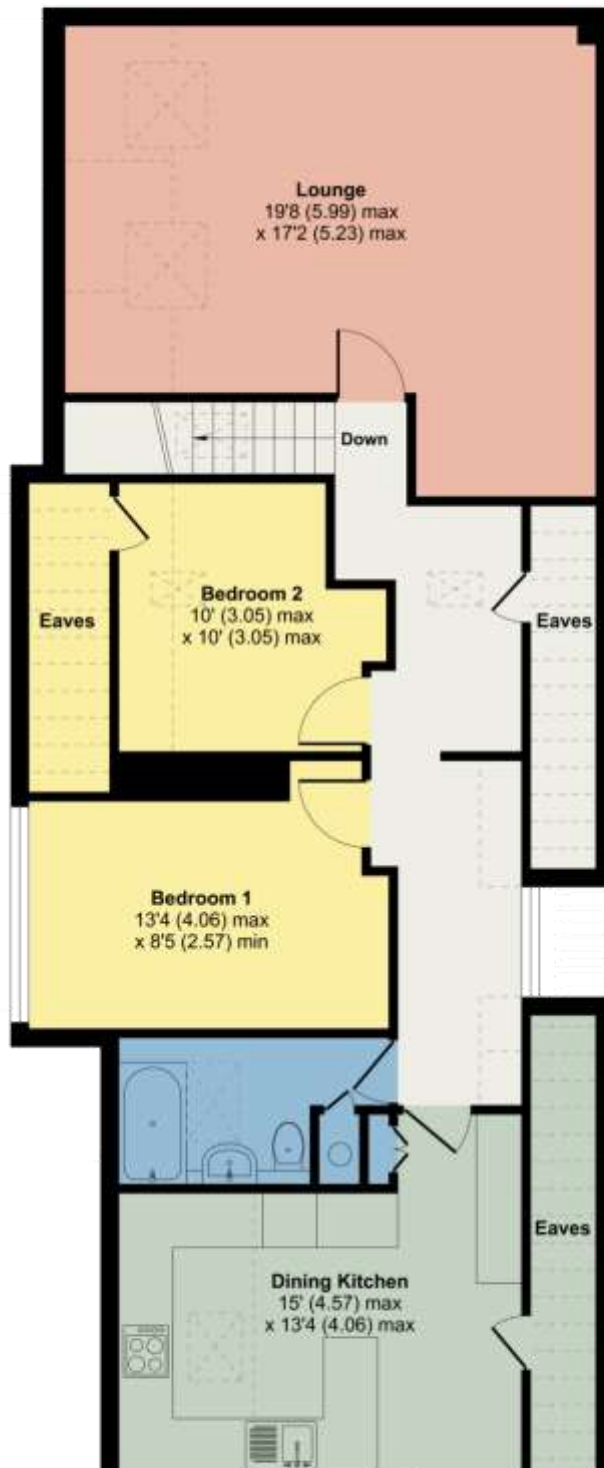 Lounge
19'8 (5.99) max
x 17'2 (5.23) max
Down
Bedroom 2
10' (3.05) max
x 10' (3.05) max
Eaves
Eaves
Bedroom 1
13'4 (4.06) max
x 8'5 (2.57) min
Eaves
Dining Kitchen
15' (4.57) max
x 13'4 (4.06) max